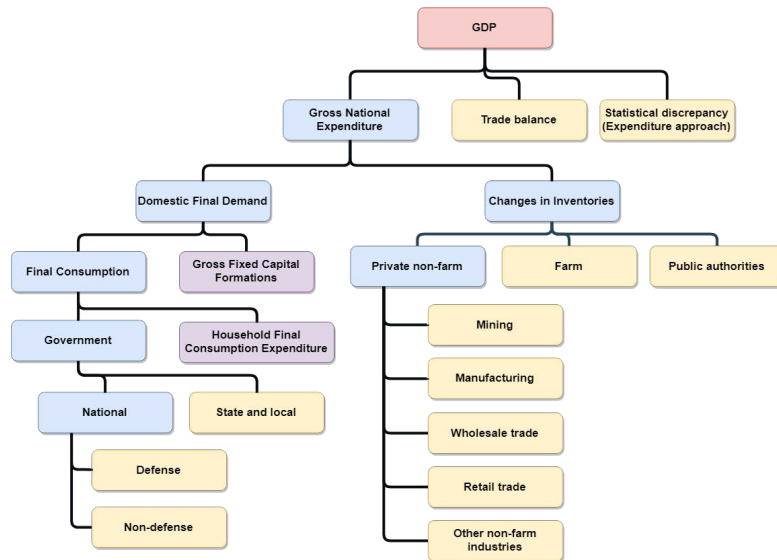 GDP
Gross National
Expenditure
Trade balance
Statistical discrepancy
(Expenditure approach)
Domestic Final Demand
Changes in Inventories
Final Consumption
Gross Fixed Capital
Formations
Private non-farm
Farm
Public authorities
Government
Household Final
Consumption Expenditure
Mining
Manufacturing
National
State and local
Wholesale trade
Defense
Retail trade
Non-defense
Other non-farm
industries